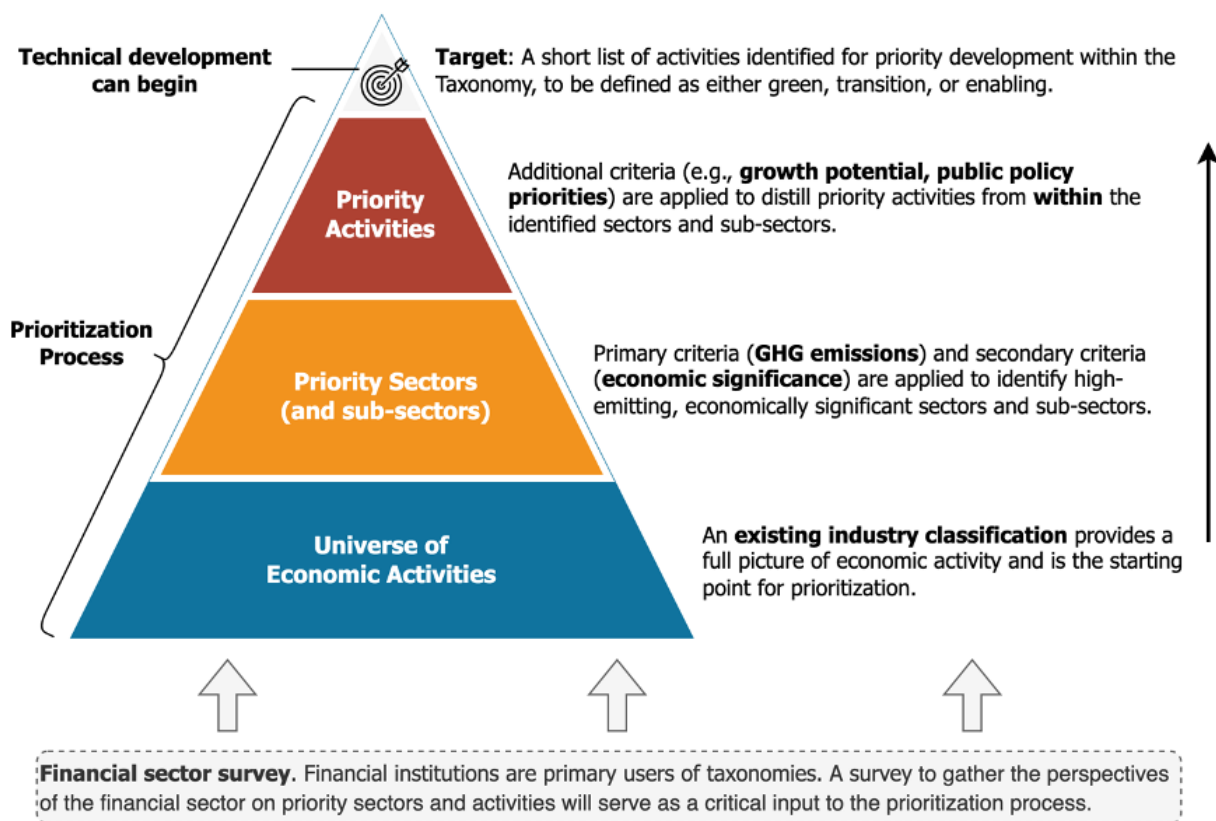 Technical development
can begin
Target: A short list of activities identified for priority development within the
Taxonomy, to be defined as either green, transition, or enabling.
Priority
Activities
Additional criteria (e.g., growth potential, public policy
priorities) are applied to distill priority activities from within the
identified sectors and sub-sectors.
Prioritization
Process
Priority Sectors
(and sub-sectors)
Primary criteria (GHG emissions) and secondary criteria
(economic significance) are applied to identify high-
emitting, economically significant sectors and sub-sectors.
Universe of
Economic Activities
An existing industry classification provides a
full picture of economic activity and is the starting
point for prioritization.
Financial sector survey. Financial institutions are primary users of taxonomies. A survey to gather the perspectives
of the financial sector on priority sectors and activities will serve as a critical input to the prioritization process.